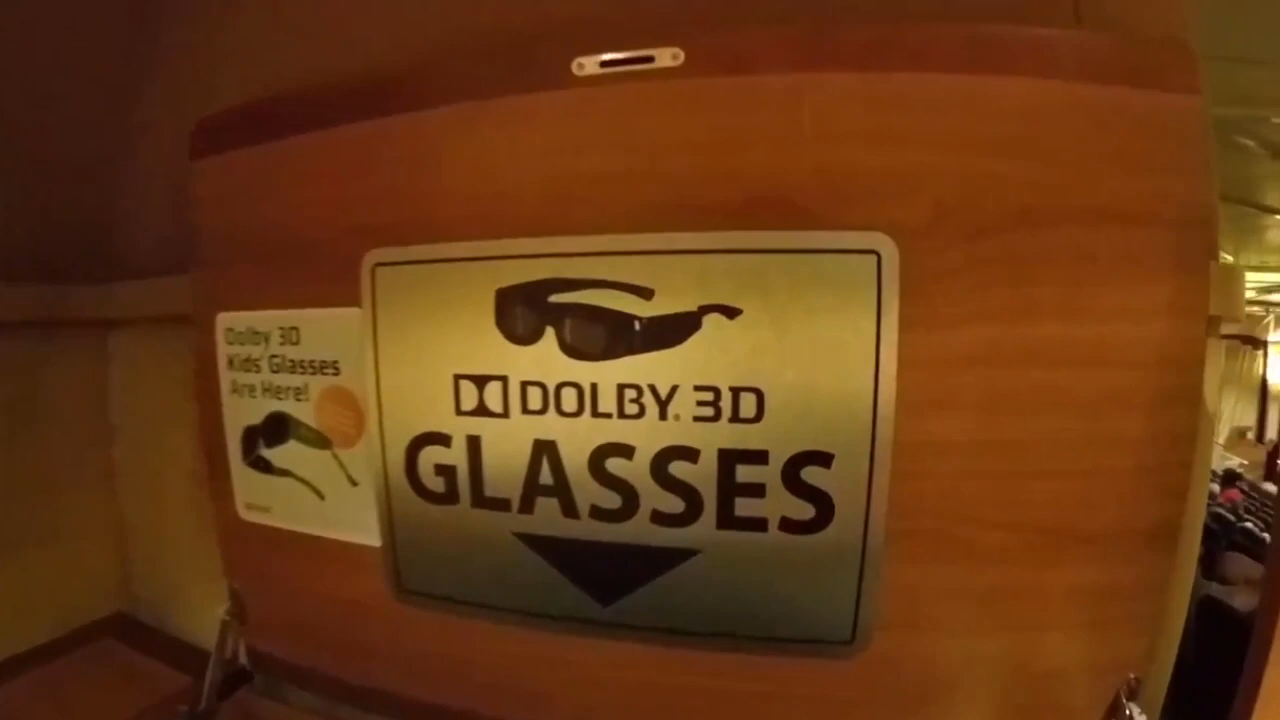 Dolby 3D
Kids' Glasses
Are Here!
DOLBY. 3D
GLASSES